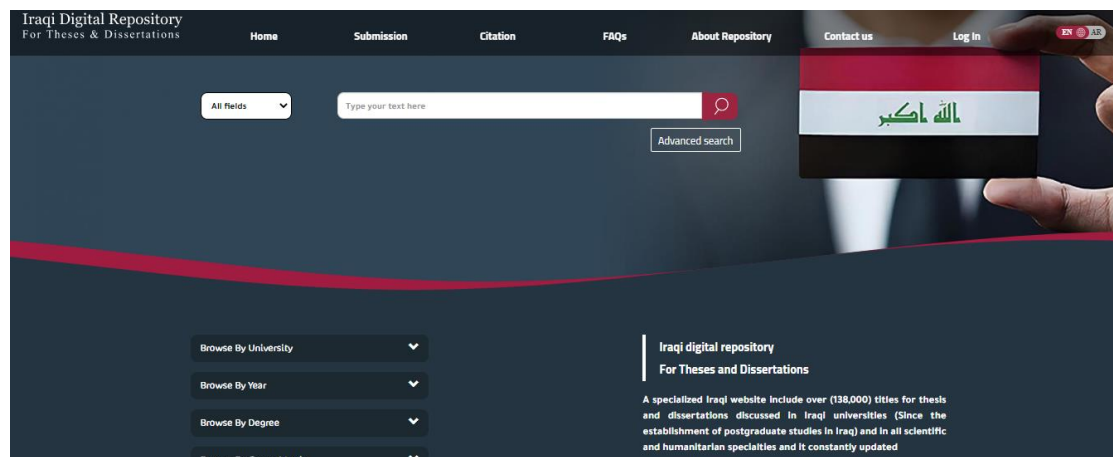 Iraqi Digital Repository
For Theses & Dissertations
Home
Submission
Citation
FAQs
About Repository
Contact us
Log In
EN
AR
All fields
Type your text here
الله اكبر
Advanced search
Browse By University
Browse By Year
Browse By Degree
Iraqi digital repository
For Theses and Dissertations
A specialized Iraqi website include over (138,000) titles for thesis
and dissertations discussed in Iraqi universities (Since the
establishment of postgraduate studies in Iraq) and in all scientific
and humanitarian specialties and it constantly updated